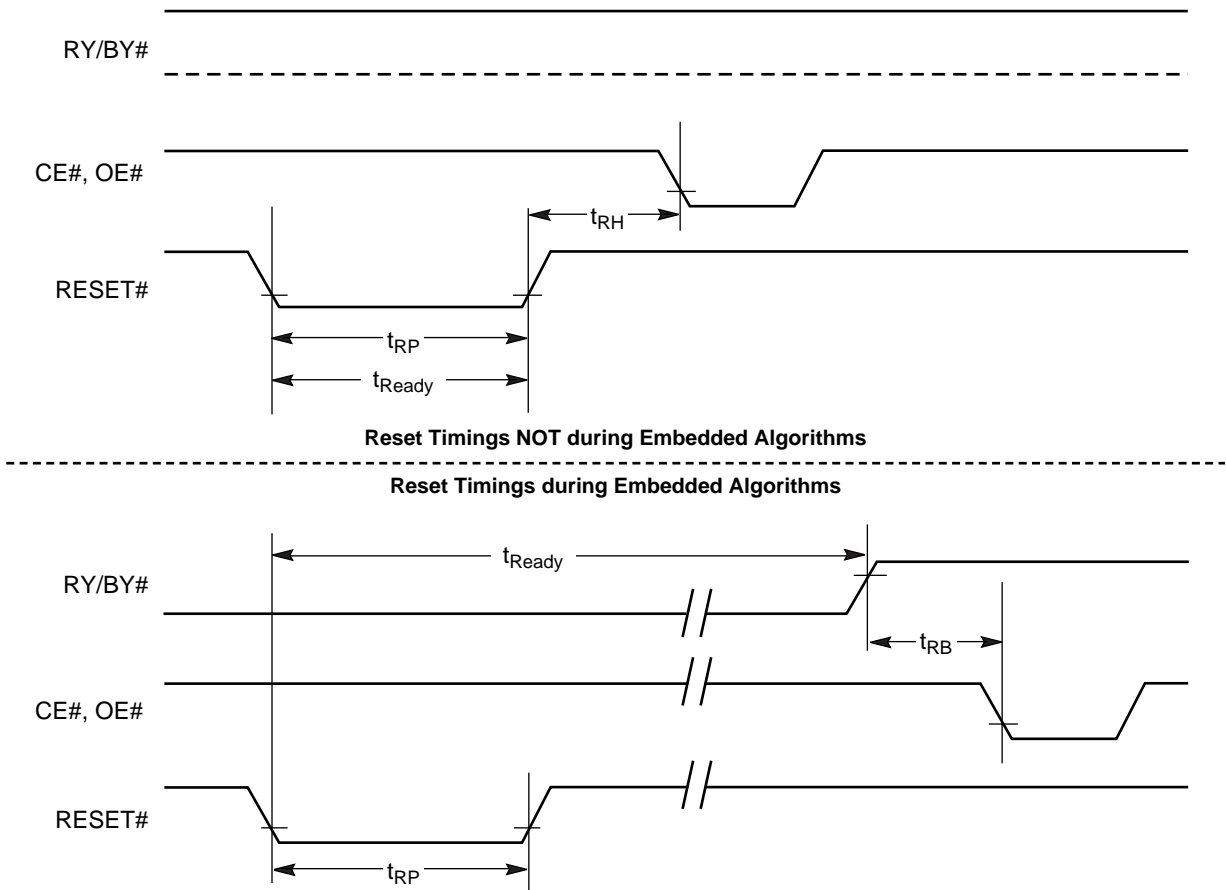 RY/BY#
CE#, OE#
tRH
RESET#
tRP
tReady
Reset Timings NOT during Embedded Algorithms
Reset Timings during Embedded Algorithms
tReady
RY/BY#
tRB
CE#, OE#
RESET#
tRP